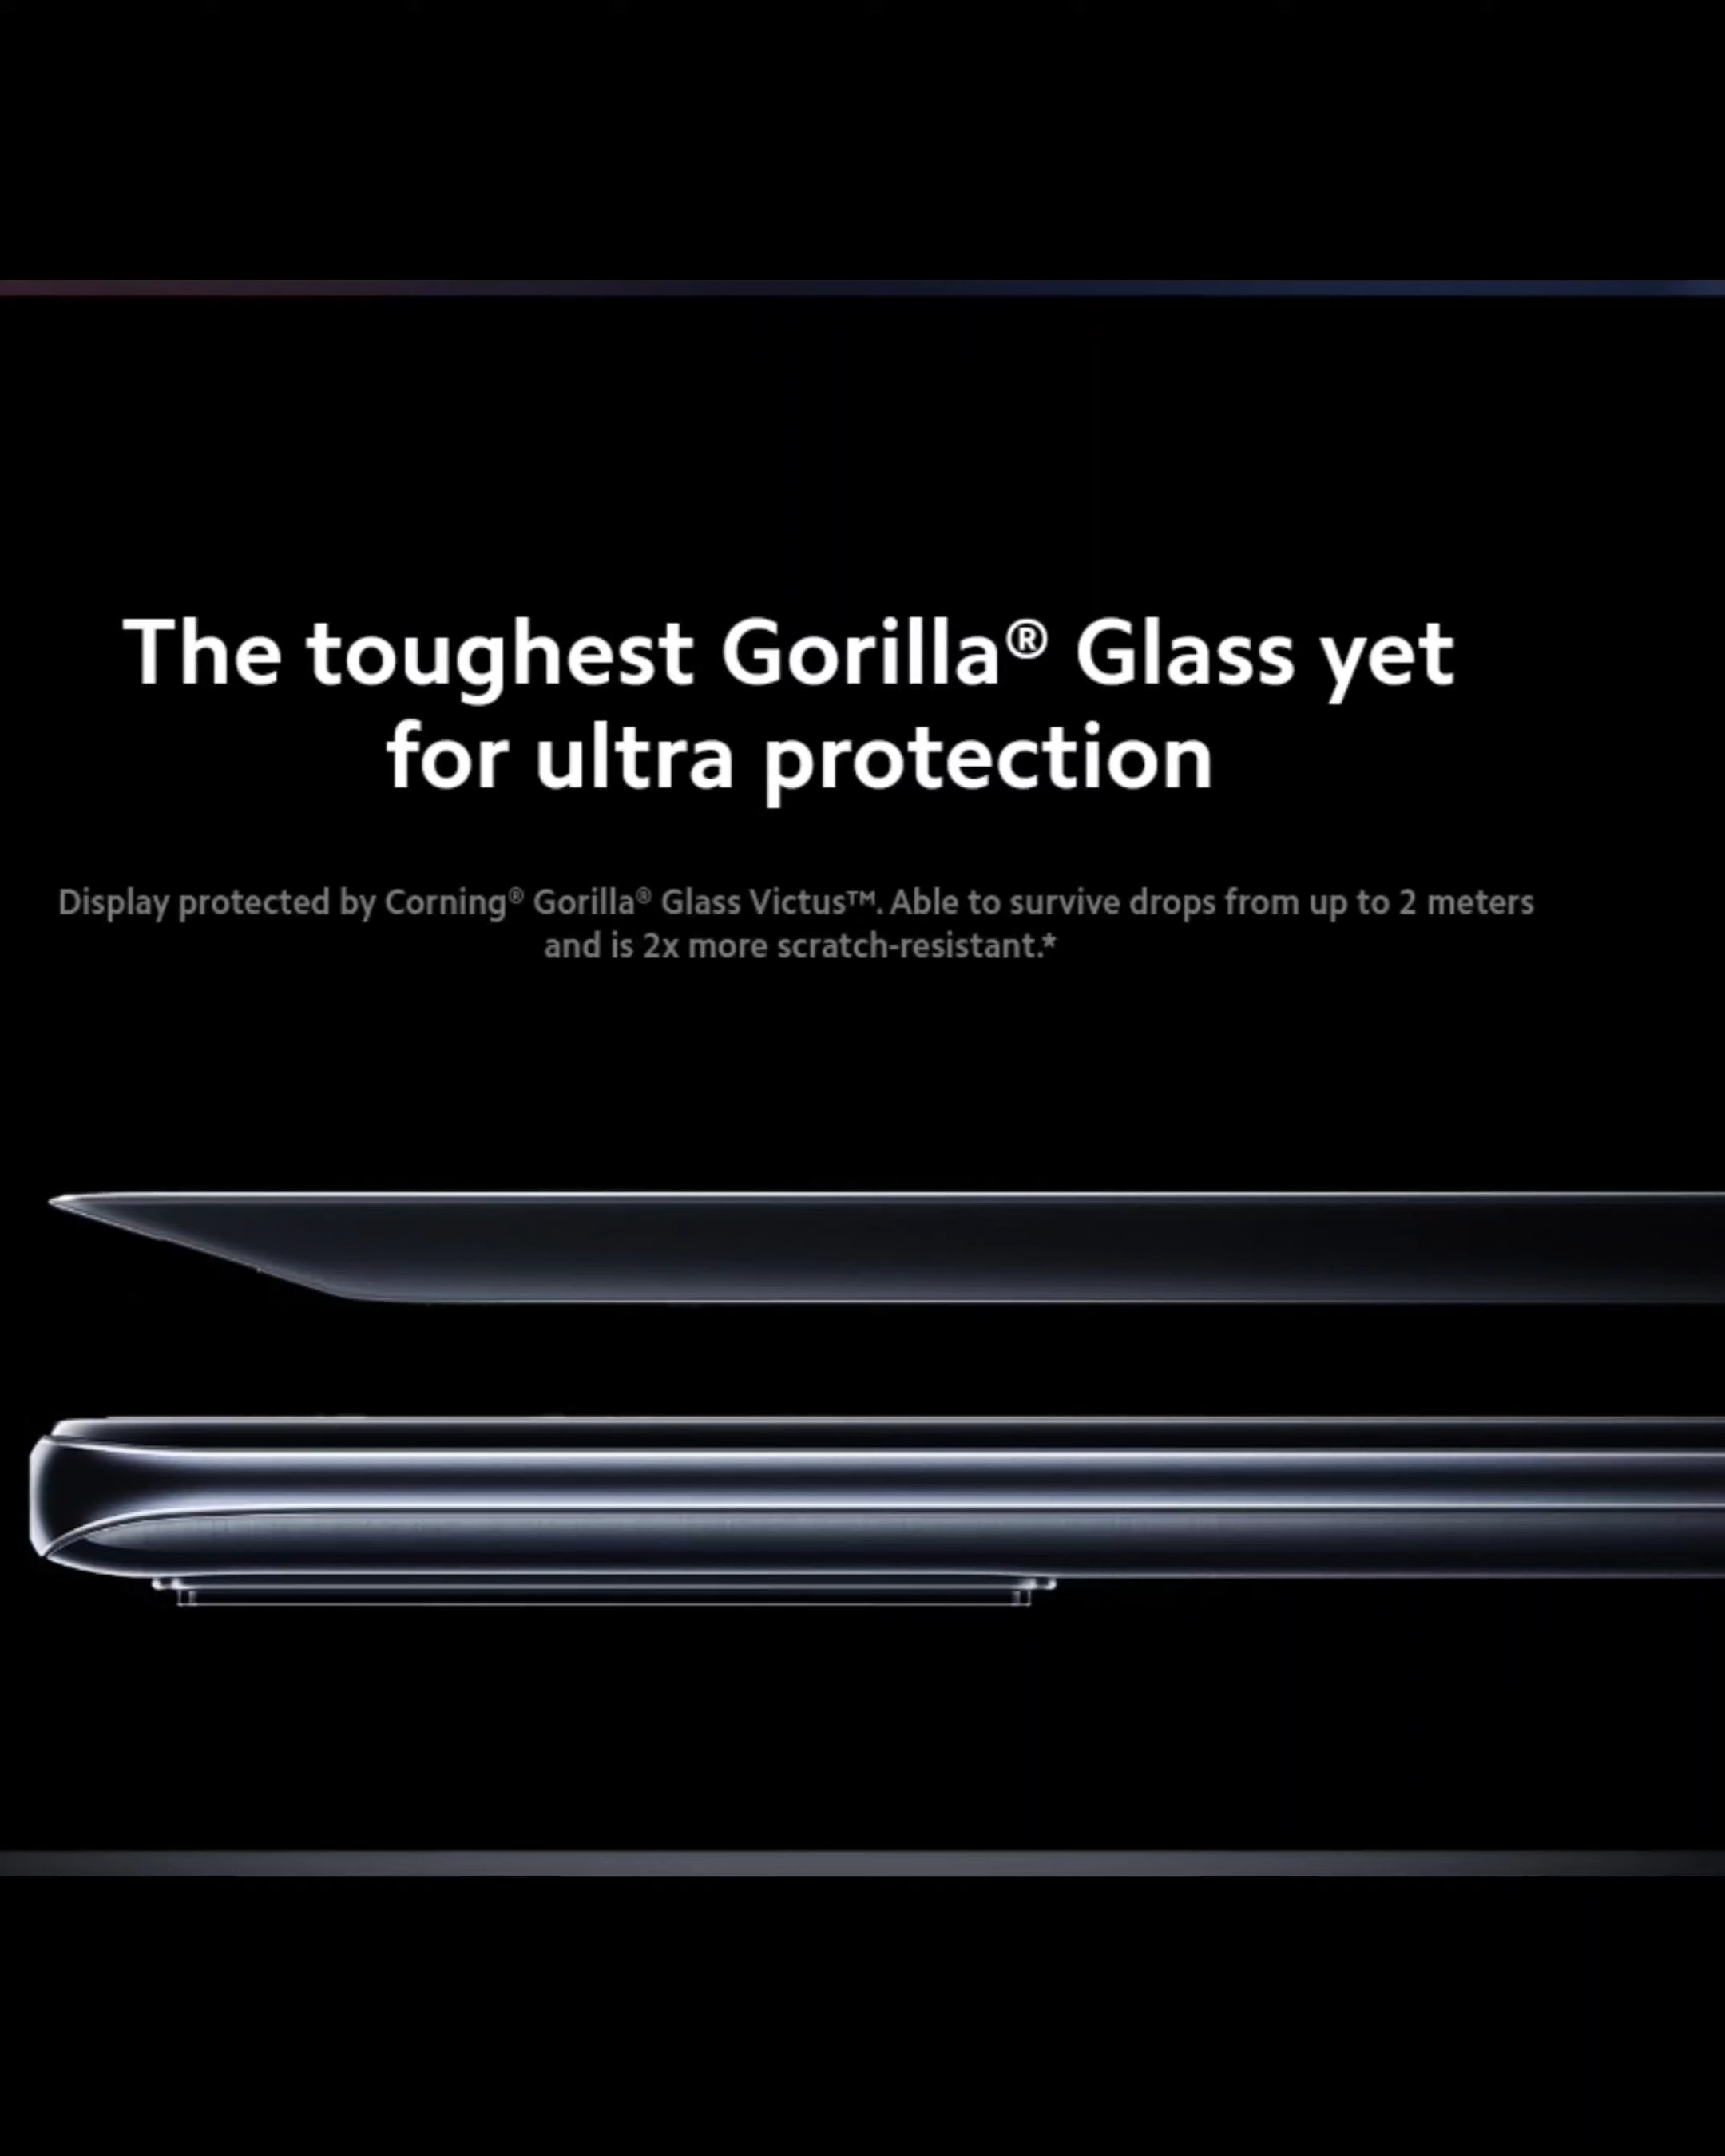 The toughest Gorilla® Glass yet
for ultra protection
Display protected by Corning® Gorilla® Glass Victus™. Able to survive drops from up to 2 meters
and is 2x more scratch-resistant.*